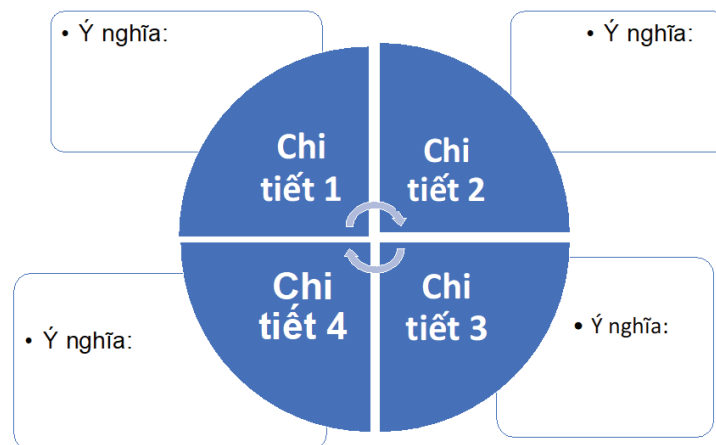 • Ý nghĩa:
• Ý nghĩa:
Chi
tiết 1
Chi
tiết 2
Chi
tiết 4
Chi
tiết 3
• Ý nghĩa:
• Ý nghĩa: